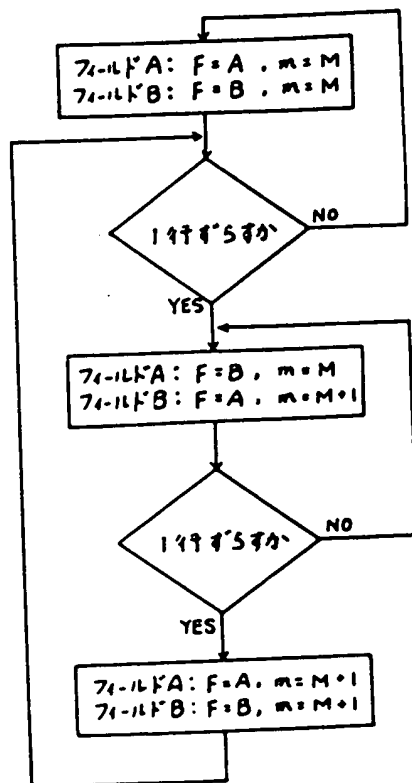 フィールドA: F=A, m=M
フィールドB: F=B, m=M
1行ずらすか
NO
YES
フィールドA: F=B, m=M
フィールドB: F=A, m=M+1
1行ずらすか
NO
YES
フィールドA: F=A, m=M+1
フィールドB: F=B, m=M+1